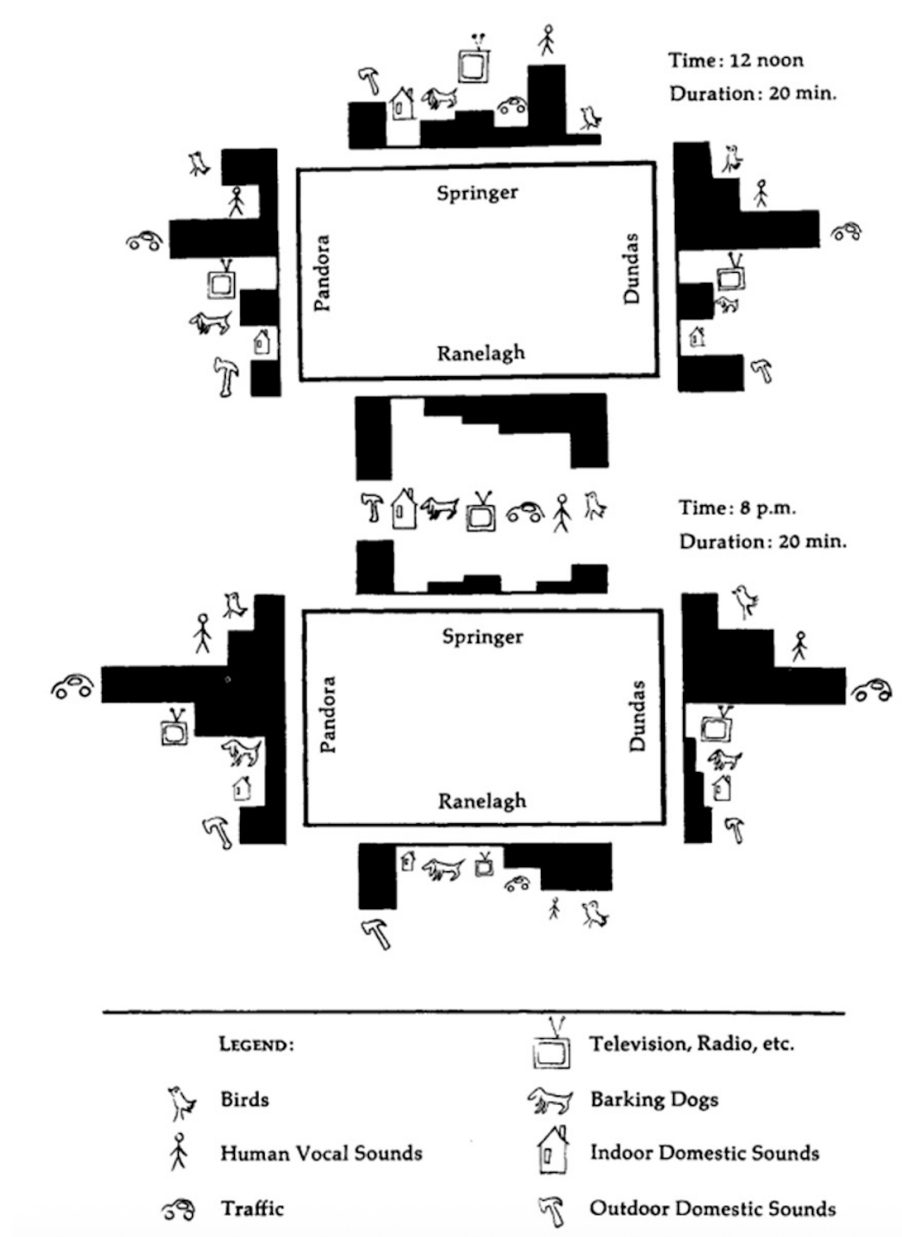 Time: 12 noon
Duration: 20 min.
Springer
Pandora
Dundas
Ranelagh
Time: 8 p.m.
Duration: 20 min.
Springer
Pandora
Dundas
Ranelagh
LEGEND:
Television, Radio, etc.
Birds
Barking Dogs
Human Vocal Sounds
Indoor Domestic Sounds
Traffic
Outdoor Domestic Sounds